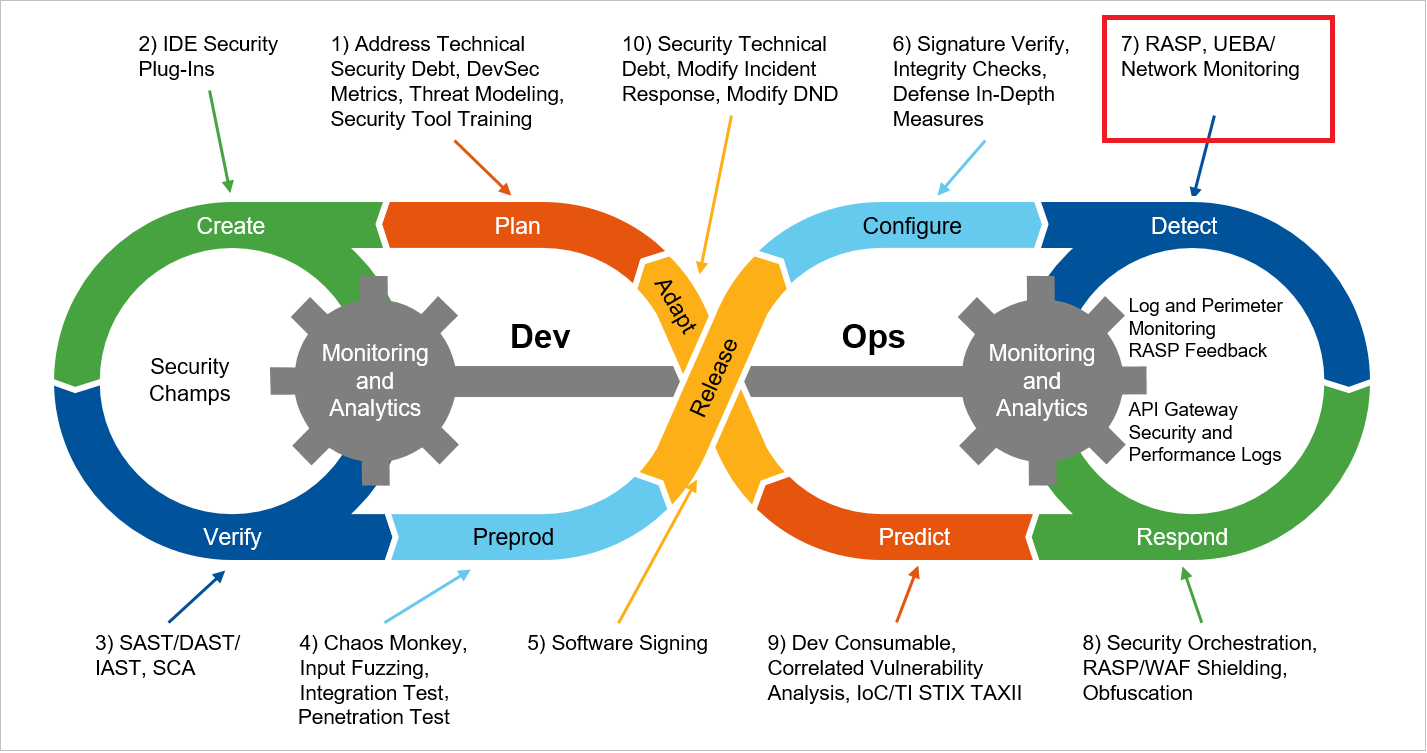 2) IDE Security
Plug-Ins
1) Address Technical
Security Debt, DevSec
Metrics, Threat Modeling,
Security Tool Training
10) Security Technical
Debt, Modify Incident
Response, Modify DND
6) Signature Verify,
Integrity Checks,
Defense In-Depth
Measures
7) RASP, UEBA/
Network Monitoring
Create
Plan
Adapt
Release
Configure
Detect
Security
Champs
Monitoring
and
Analytics
Dev
Ops
Monitoring
and
Analytics
Log and Perimeter
Monitoring
RASP Feedback
API Gateway
Security and
Performance Logs
Verify
Preprod
Predict
Respond
3) SAST/DAST/
IAST, SCA
4) Chaos Monkey,
Input Fuzzing,
Integration Test,
Penetration Test
5) Software Signing
9) Dev Consumable,
Correlated Vulnerability
Analysis, IoC/TI STIX TAXII
8) Security Orchestration,
RASP/WAF Shielding,
Obfuscation